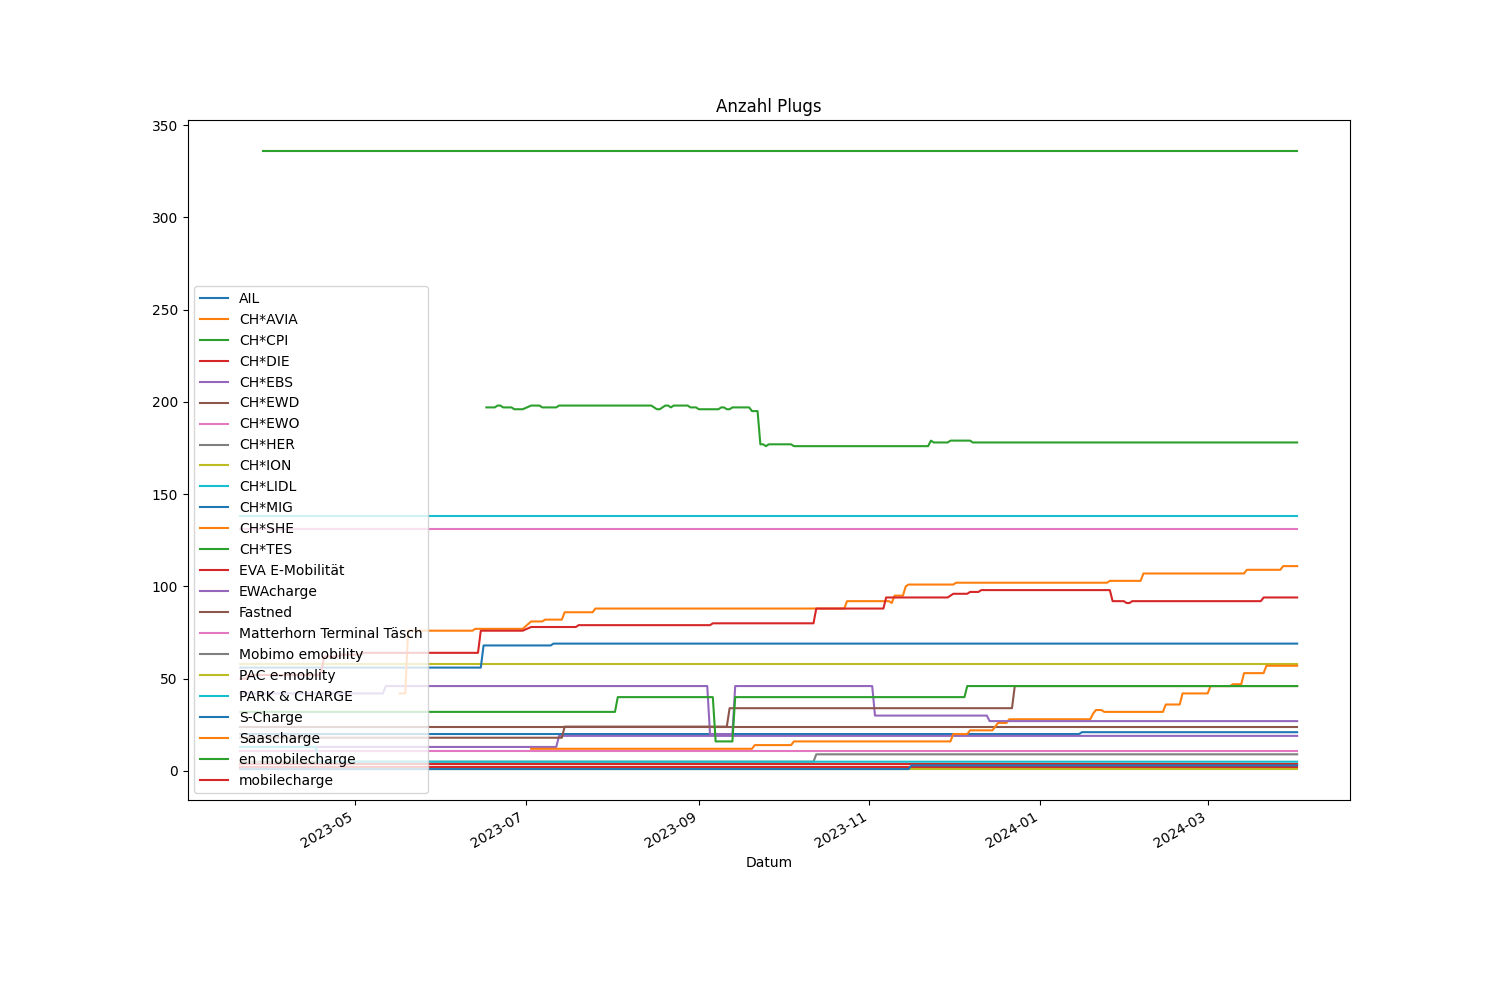 Anzahl Plugs
350
300
250
200
150
100
50
0
AIL
CH*AVIA
CH*CPI
CH*DIE
CH*EBS
CH*EWD
CH*EWO
CH*HER
CH*ION
CH*LIDL
CH*MIG
CH*SHE
CH*TES
EVA E-Mobilität
EWAcharge
Fastned
Matterhorn Terminal Täsch
Mobimo emobility
PAC e-moblity
PARK & CHARGE
S-Charge
Saascharge
en mobilecharge
mobilecharge
2023-05
2023-07
2023-09
2023-11
2024-01
2024-03
Datum